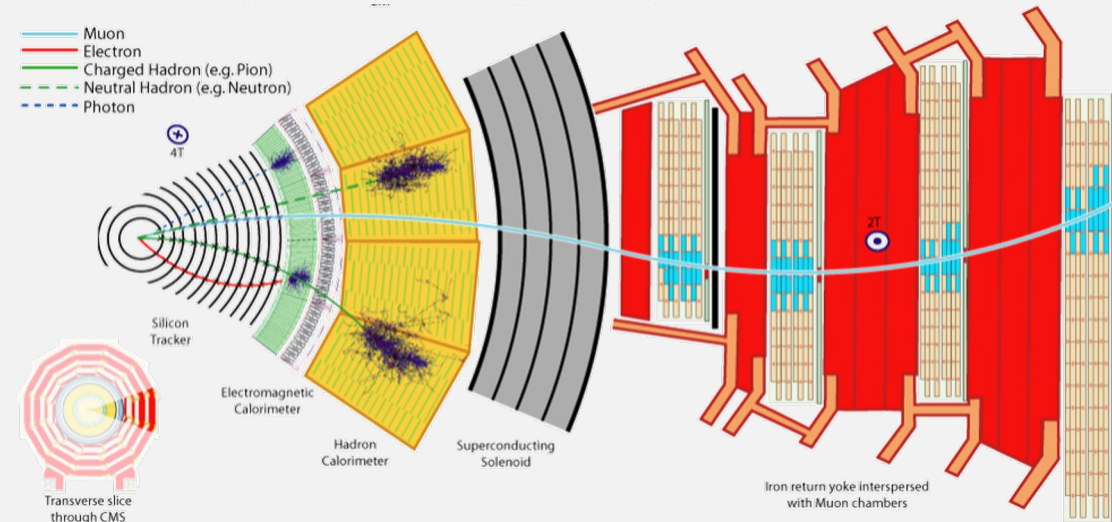 Muon
Electron
Charged Hadron (e.g. Pion)
Neutral Hadron (e.g. Neutron)
Photon
4T
2T
Silicon
Tracker
Electromagnetic
Calorimeter
Hadron
Calorimeter
Superconducting
Solenoid
Iron return yoke interspersed
with Muon chambers
Transverse slice
through CMS